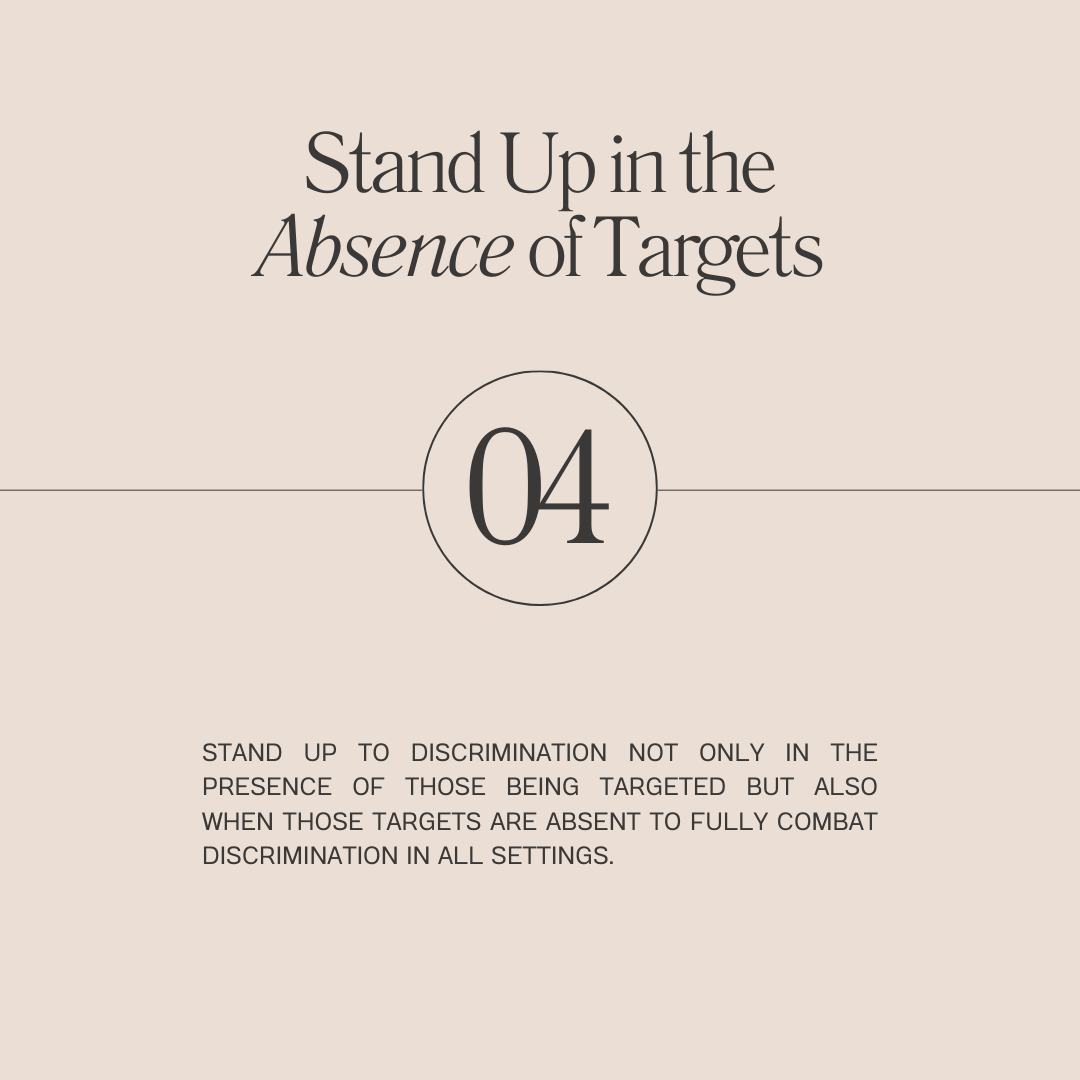 Stand Up in the
Absence of Targets
04
STAND UP TO DISCRIMINATION NOT ONLY IN THE
PRESENCE OF THOSE BEING TARGETED BUT ALSO
WHEN THOSE TARGETS ARE ABSENT TO FULLY COMBAT
DISCRIMINATION IN ALL SETTINGS.